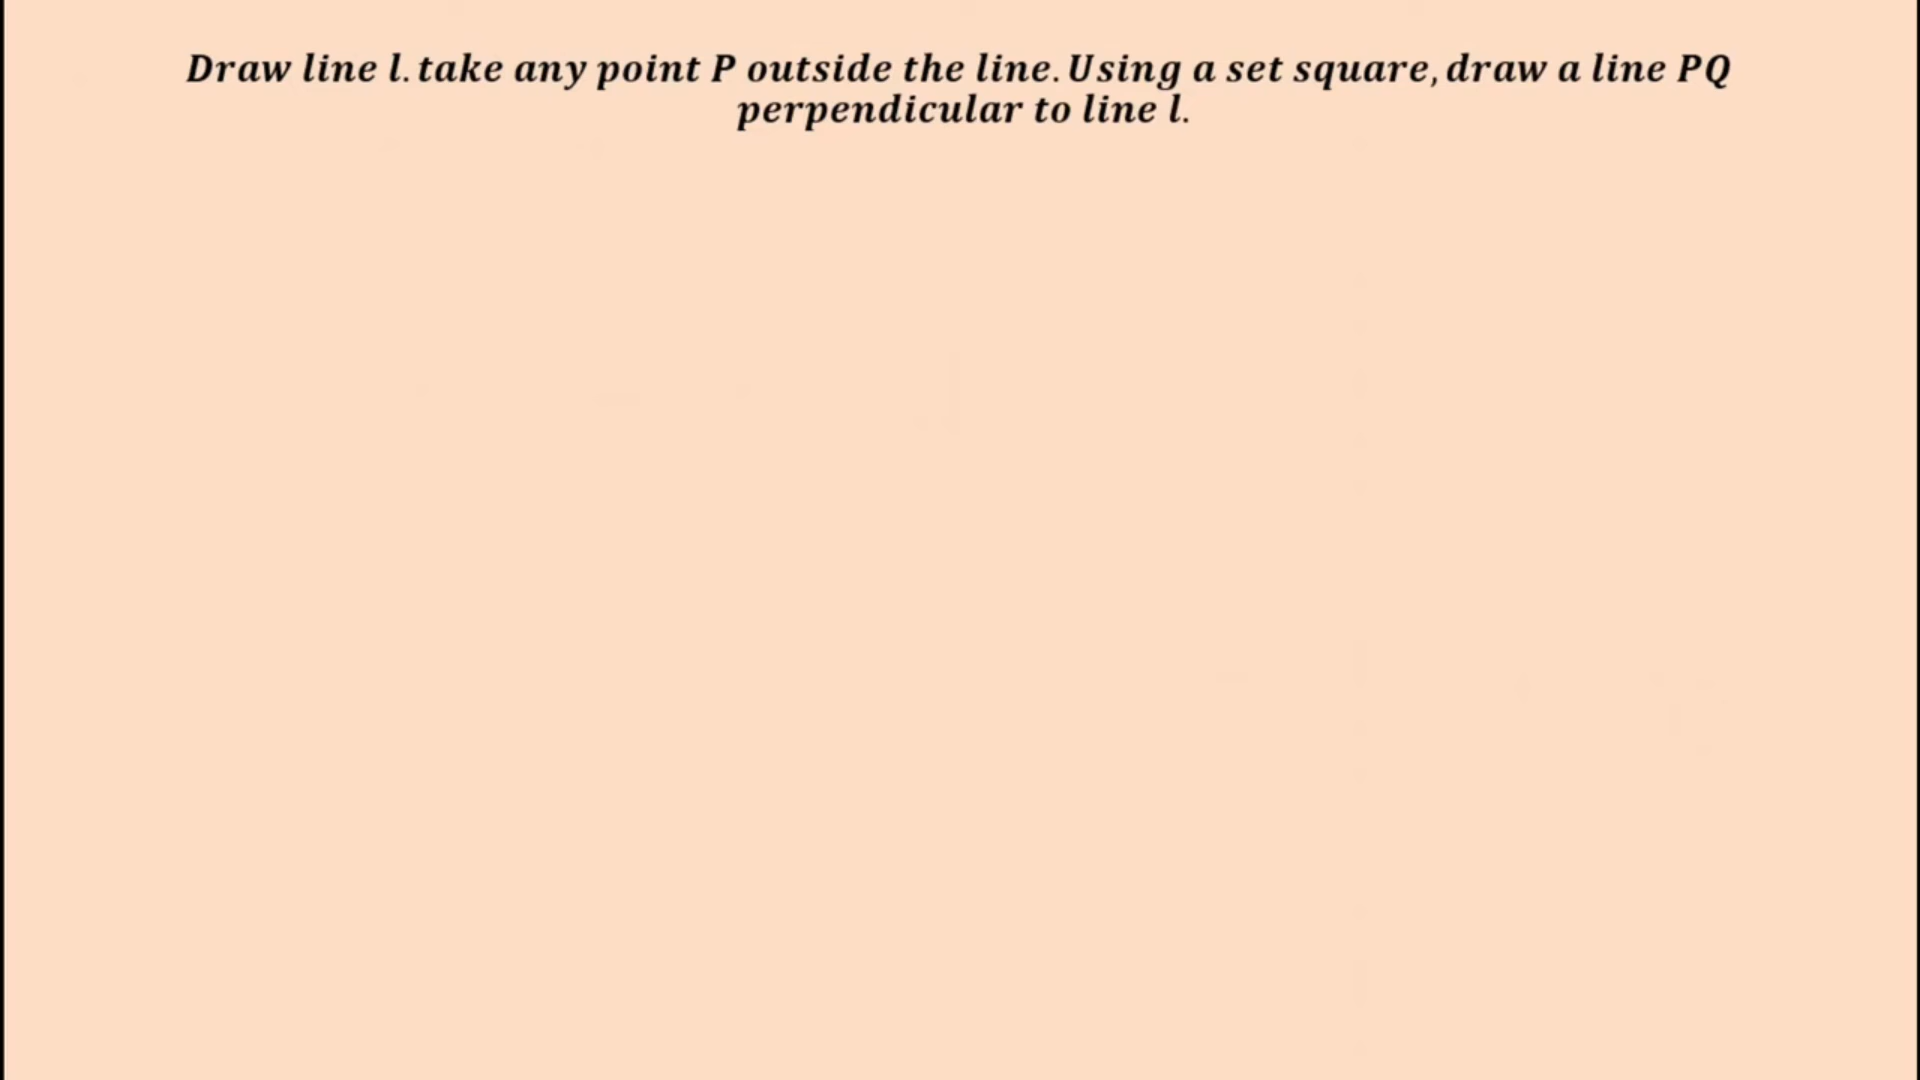 Draw line l. take any point P outside the line. Using a set square, draw a line PQ
perpendicular to line l.